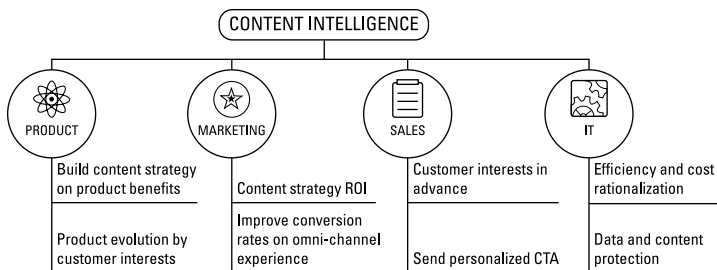 CONTENT INTELLIGENCE
PRODUCT
MARKETING
SALES
IT
Build content strategy
on product benefits
Product evolution by
customer interests
Content strategy ROI
Improve conversion
rates on omni-channel
experience
Customer interests in
advance
Send personalized CTA
Efficiency and cost
rationalization
Data and content
protection